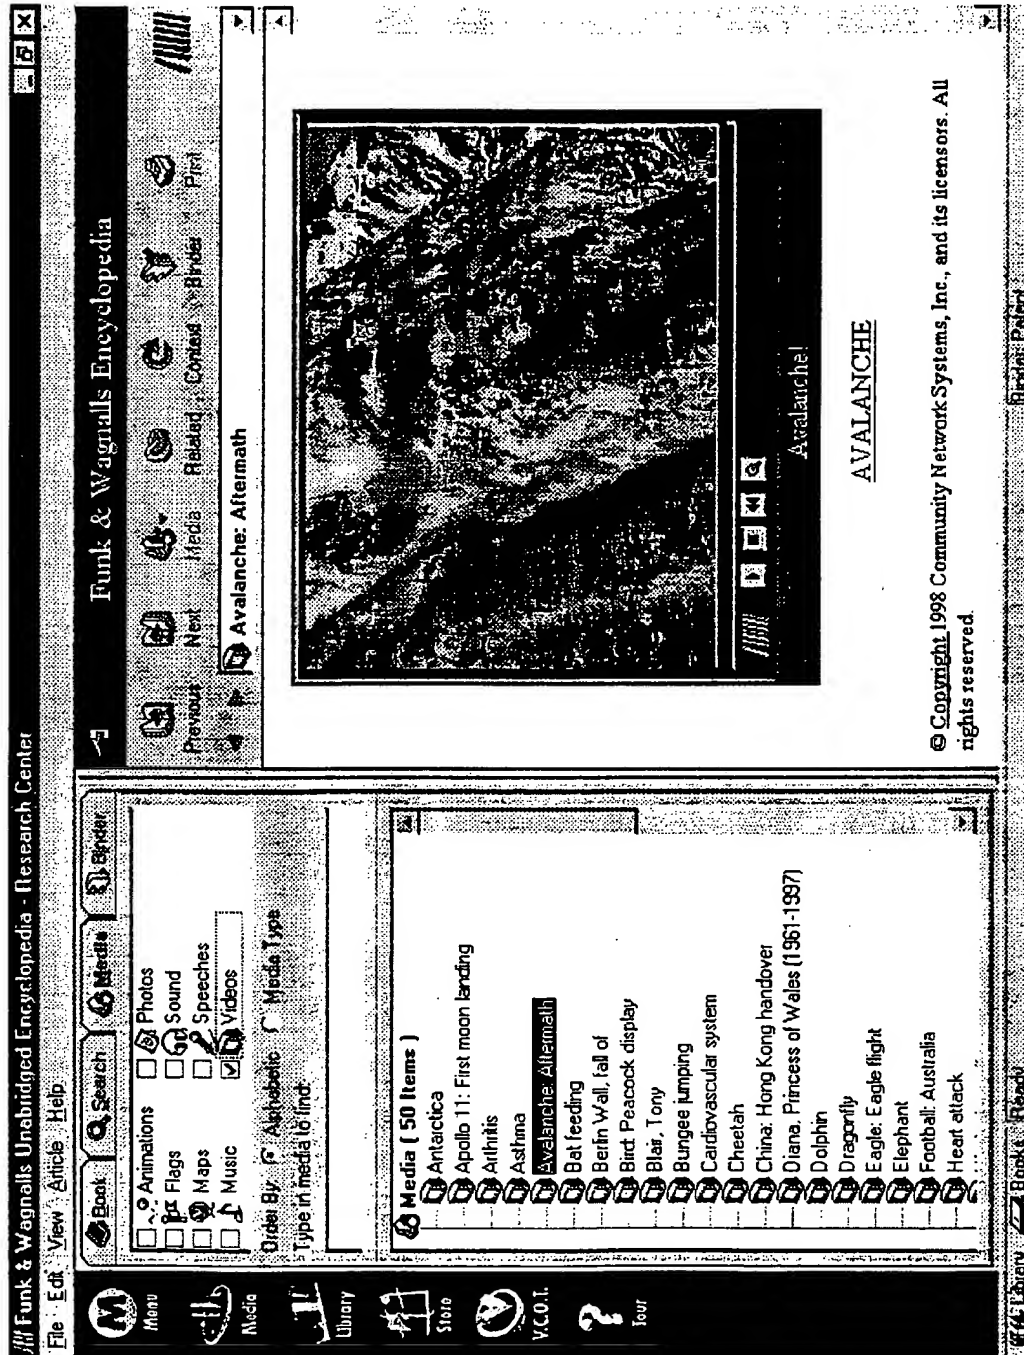 Funk & Wagnalls Unabridged Encyclopedia - Research Center
File Edit View Article Help
Menu
Media
Library
Store
V.C.O.T.
Tour
Book Search Media Binder
Animations Photos
Flags Sound
Maps Speeches
Music Videos
Order By: Alphabetic Media Type
Type in media to find:
Media ( 50 Items )
Antarctica
Apollo 11: First moon landing
Arthritis
Asthma
Avalanche: Aftermath
Bat feeding
Berlin Wall, fall of
Bird: Peacock display
Blair, Tony
Bungee jumping
Cardiovascular system
Cheetah
China: Hong Kong handover
Diana, Princess of Wales (1961-1997)
Dolphin
Dragonfly
Eagle: Eagle flight
Elephant
Football: Australia
Heart attack
Funk & Wagnalls Encyclopedia
Previous Next Media Related Context Binder Print
Avalanche: Aftermath
Avalanche!
AVALANCHE
© Copyright 1998 Community Network Systems, Inc., and its licensors. All
rights reserved.
Library Books Ready Binder: Patent